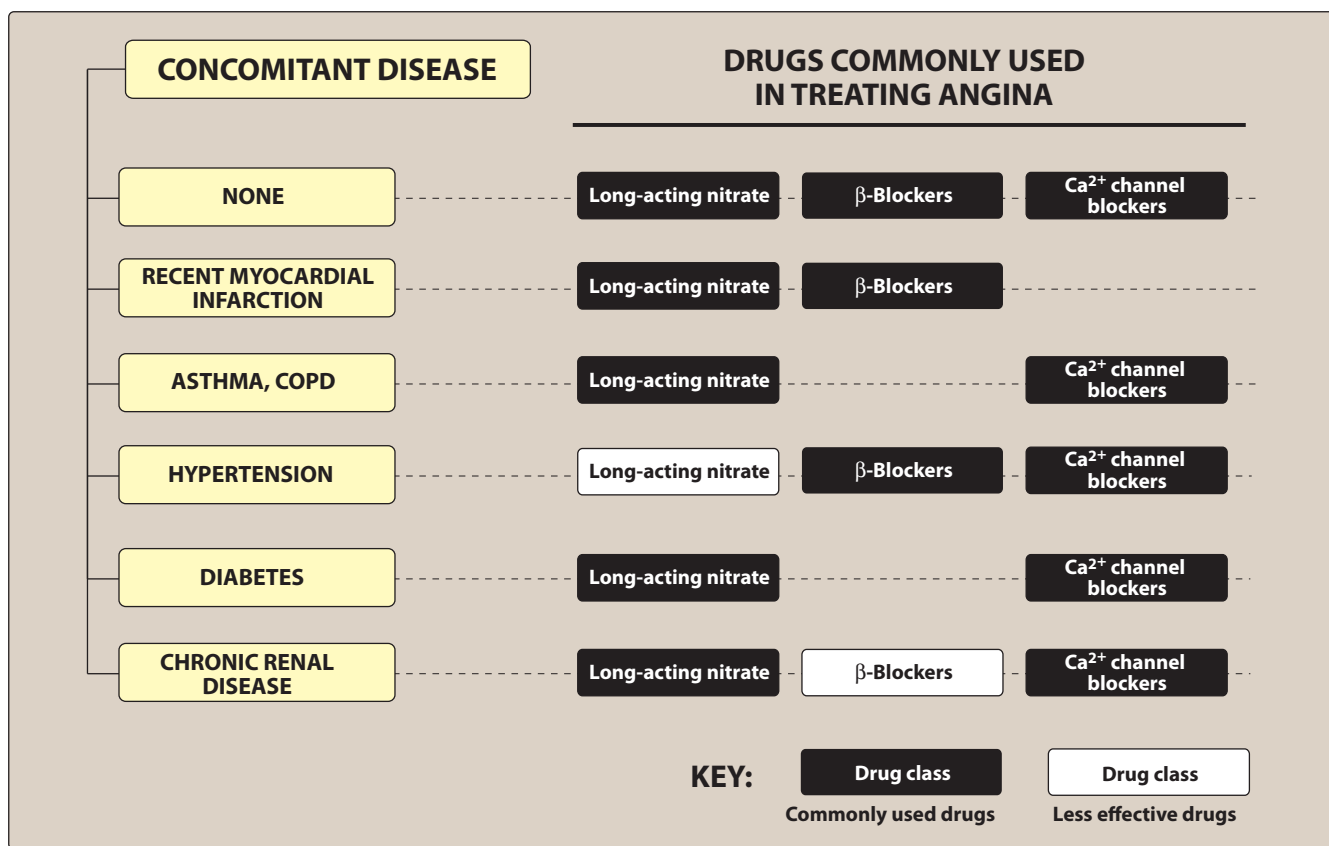 CONCOMITANT DISEASE
DRUGS COMMONLY USED
IN TREATING ANGINA
NONE
Long-acting nitrate
β-Blockers
Ca²⁺ channel
blockers
RECENT MYOCARDIAL
INFARCTION
Long-acting nitrate
β-Blockers
ASTHMA, COPD
Long-acting nitrate
Ca²⁺ channel
blockers
HYPERTENSION
Long-acting nitrate
β-Blockers
Ca²⁺ channel
blockers
DIABETES
Long-acting nitrate
Ca²⁺ channel
blockers
CHRONIC RENAL
DISEASE
Long-acting nitrate
β-Blockers
Ca²⁺ channel
blockers
KEY:
Drug class
Commonly used drugs
Drug class
Less effective drugs